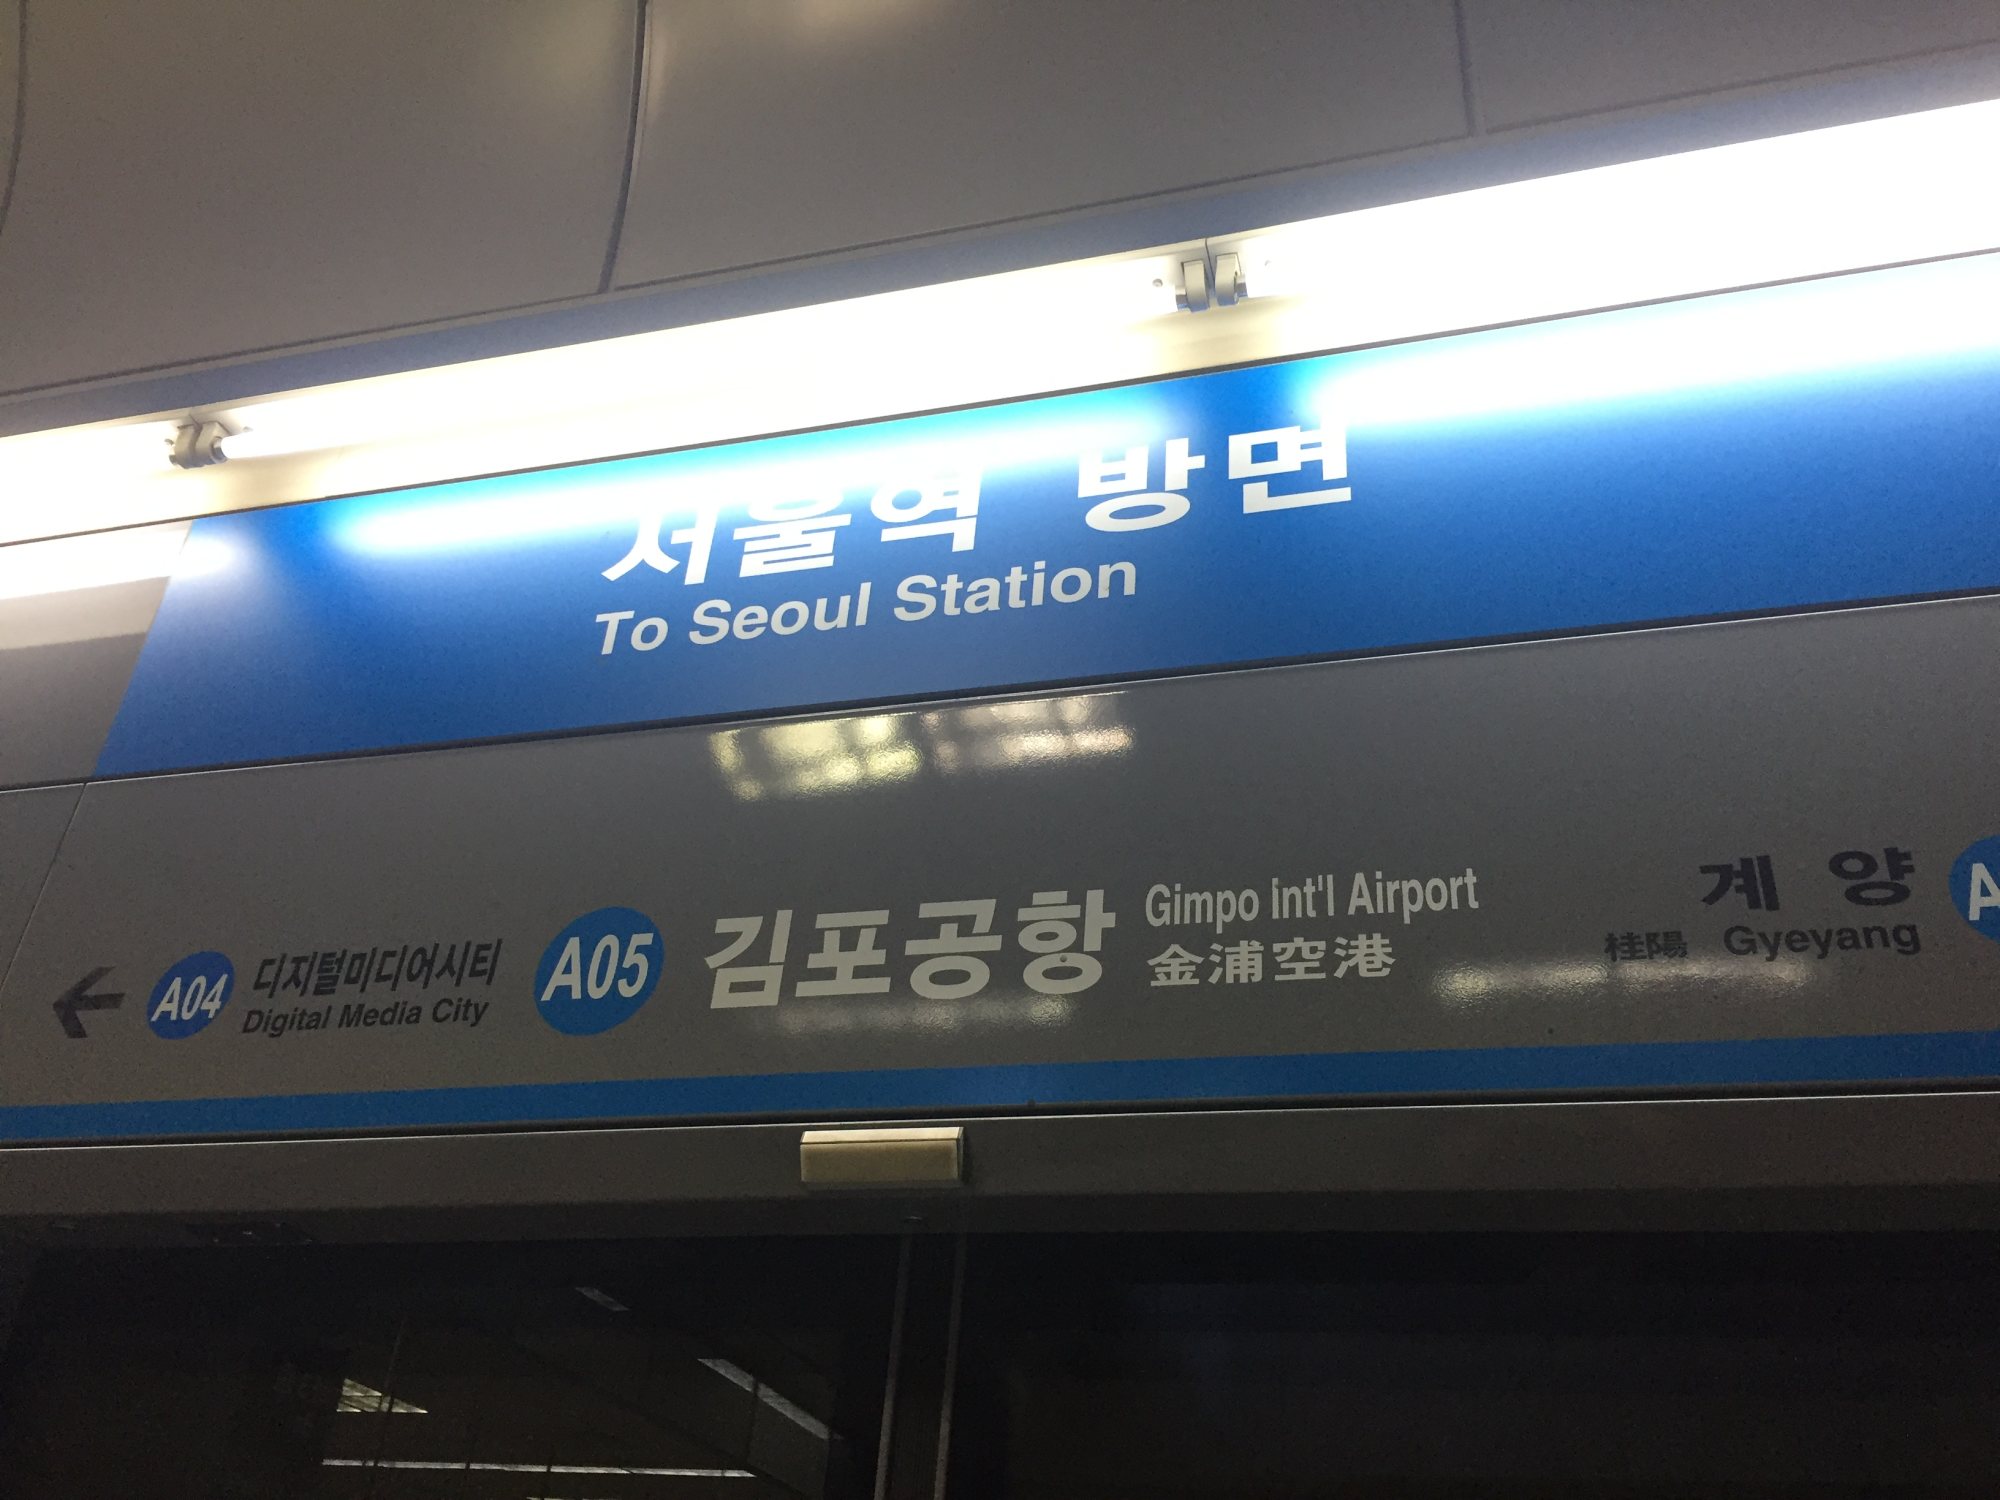 서울역 방면
To Seoul Station
A04 디지털미디어시티
Digital Media City
A05 김포공항
Gimpo Int'l Airport
金浦空港
계양
桂陽 Gyeyang
A